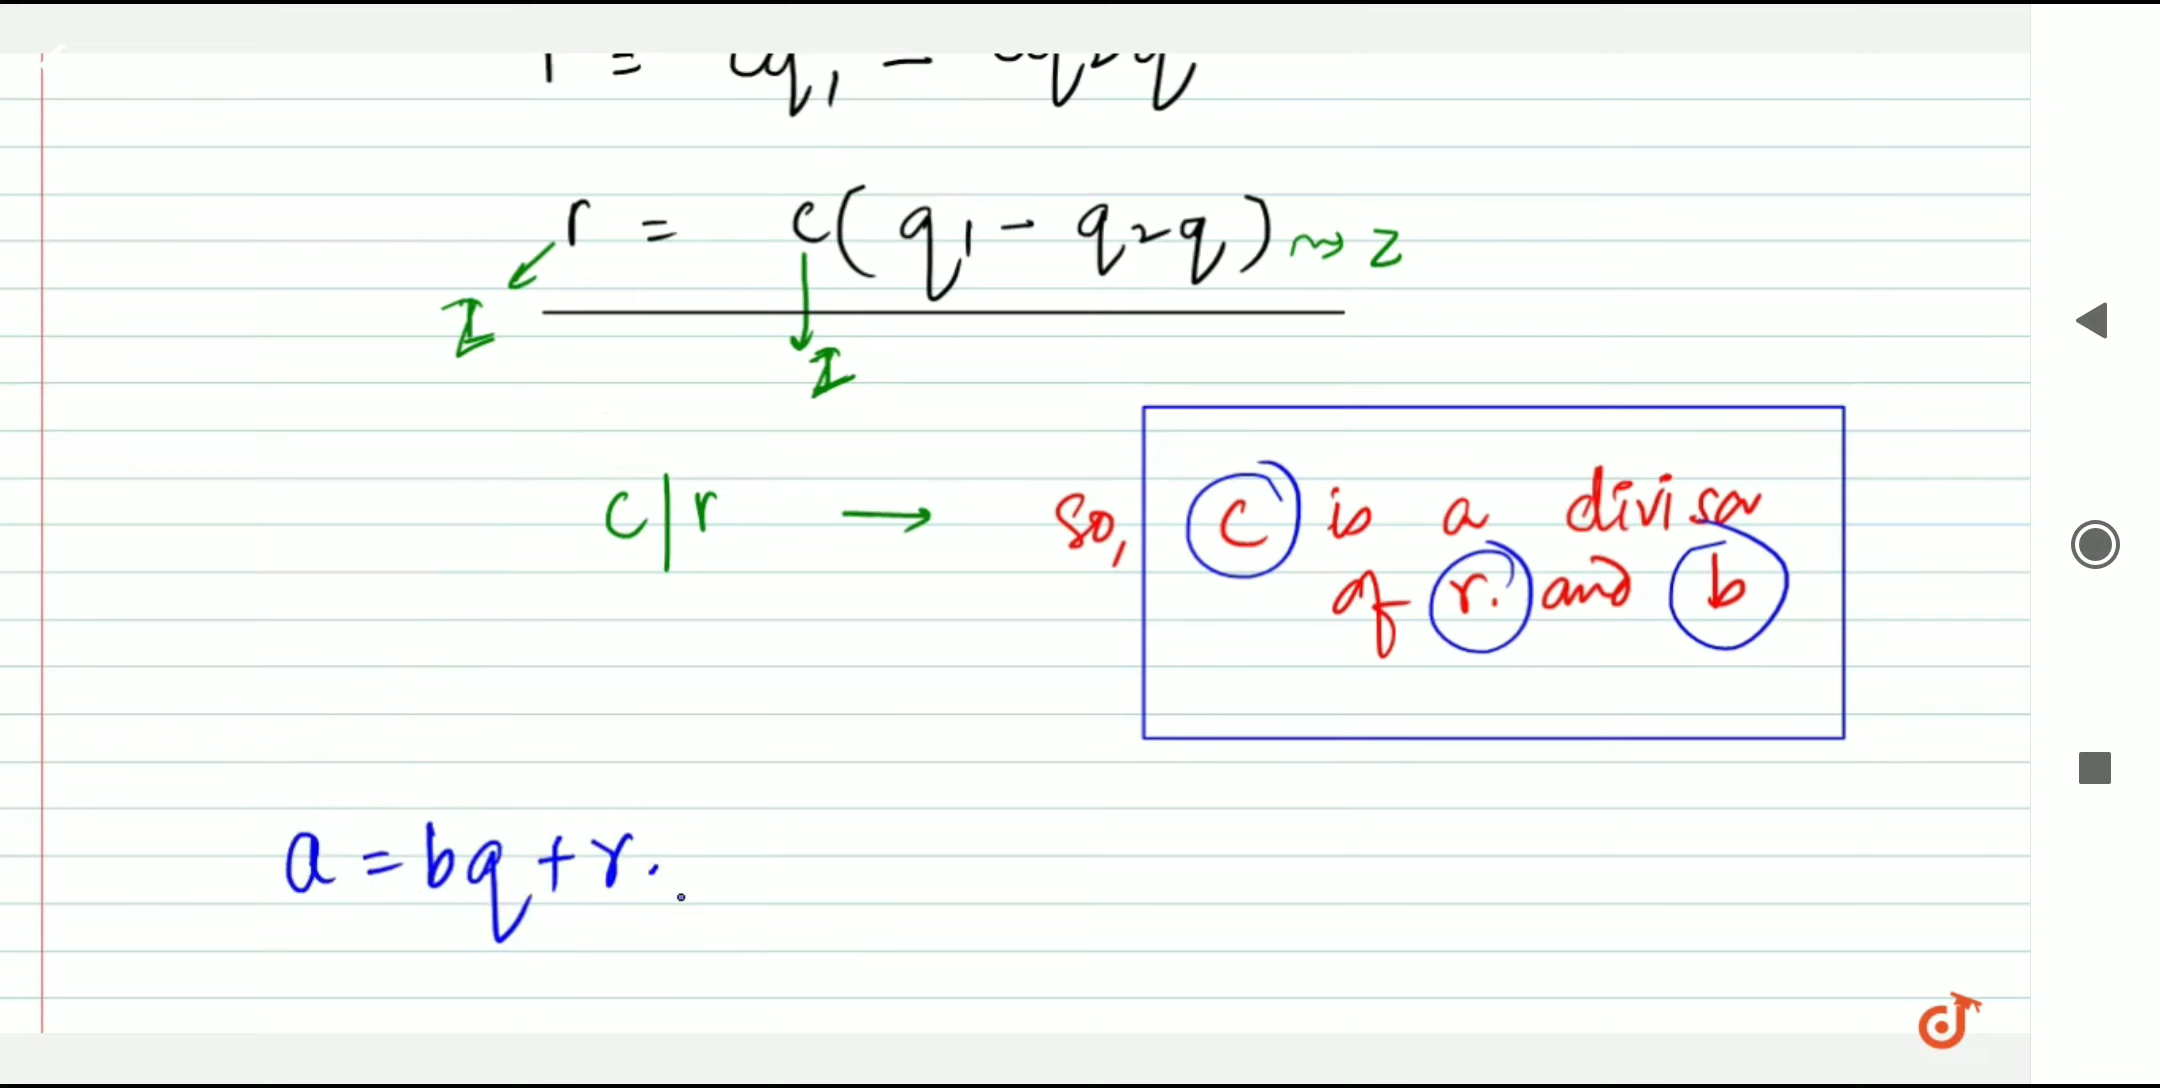 r = c(q₁ - q₂q) ⇝ Z
I
I
c|r → So, c is a divisor
of r. and b
a = bq + r.